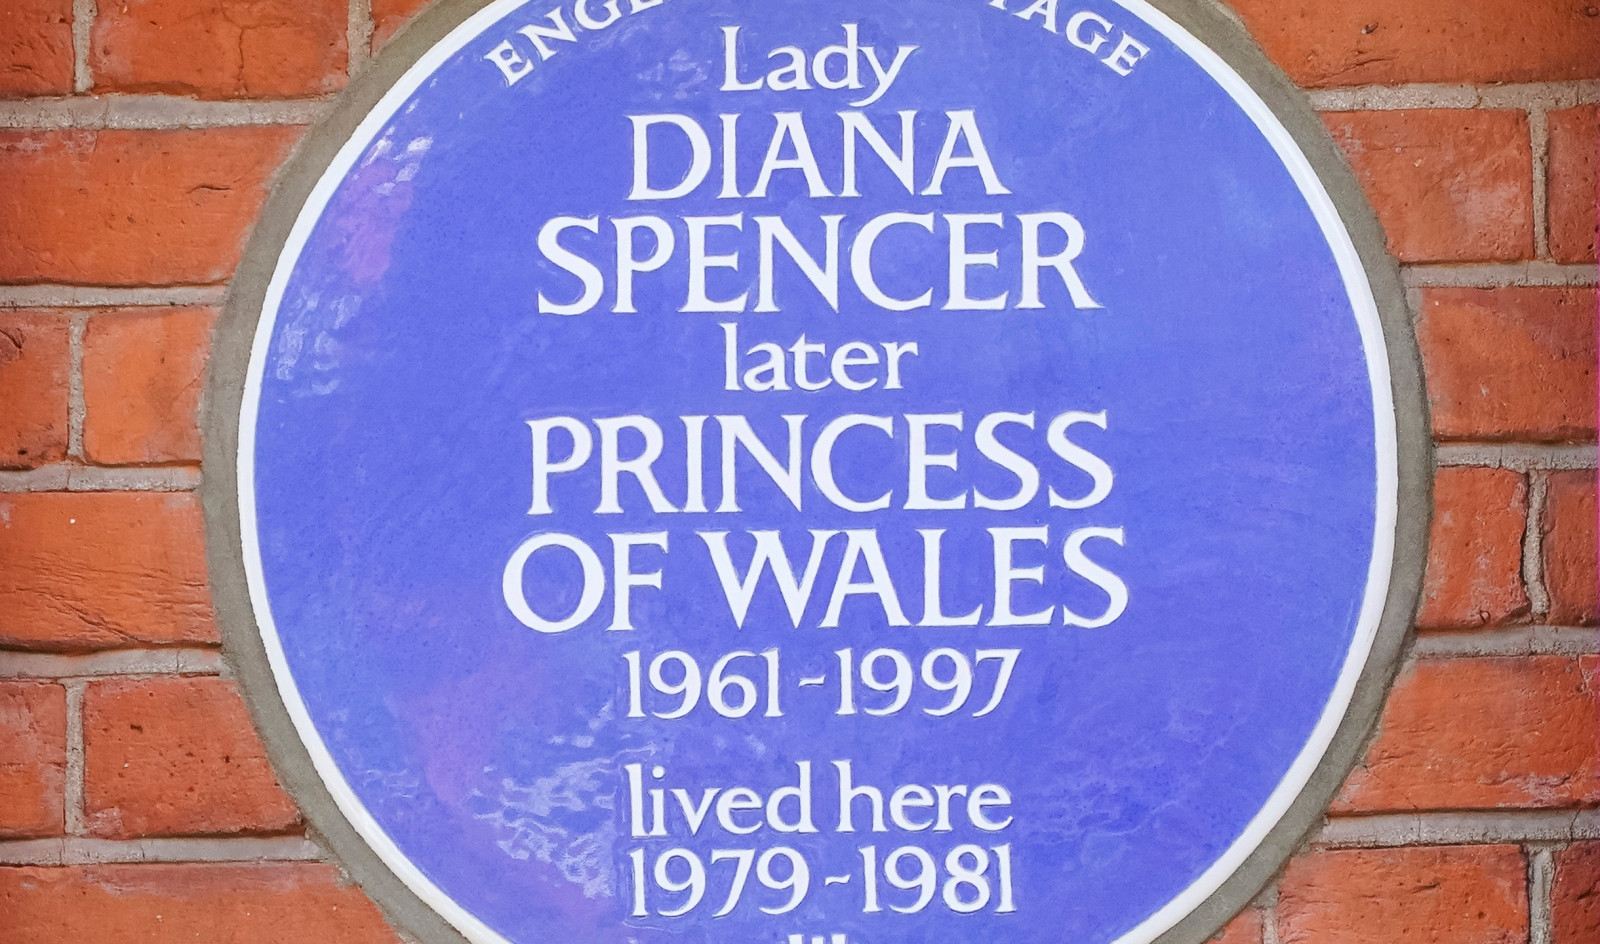 Lady
DIANA
SPENCER
later
PRINCESS
OF WALES
1961-1997
lived here
1979-1981